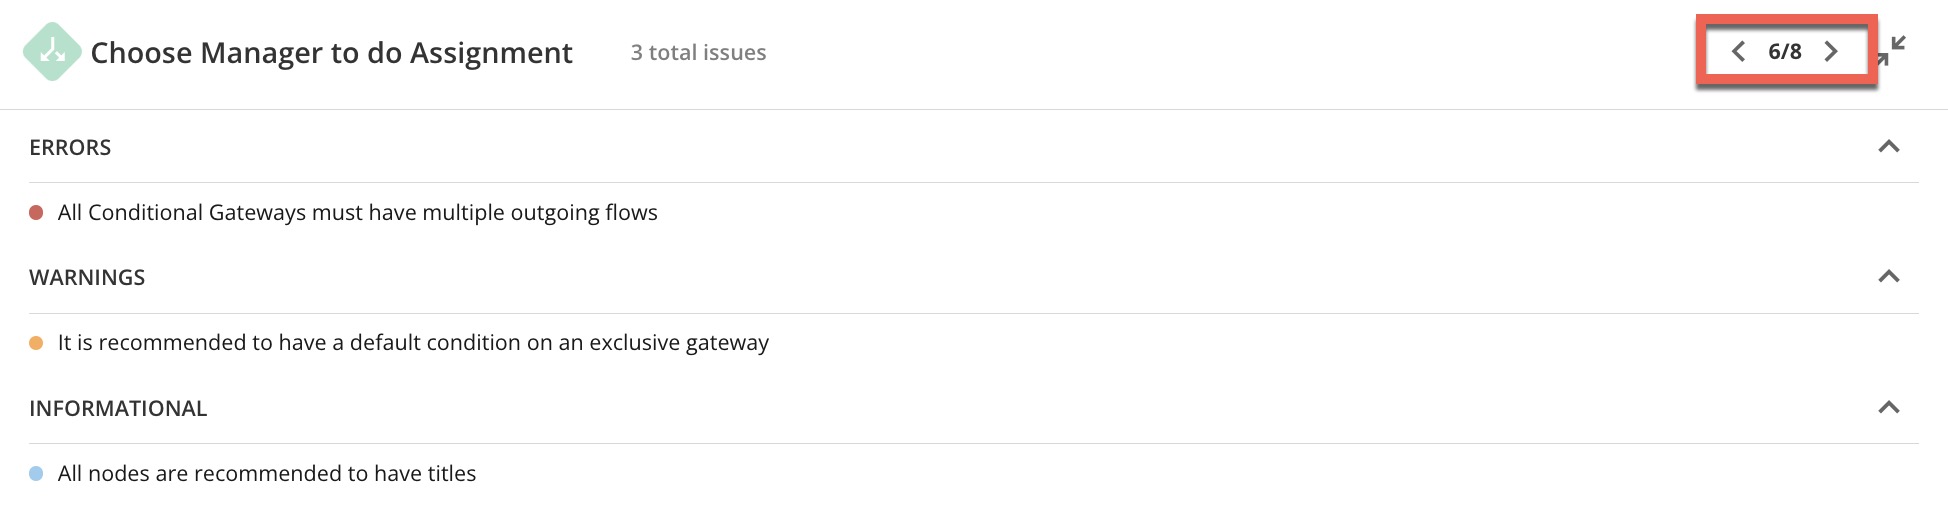 Choose Manager to do Assignment 3 total issues 6/8
ERRORS
All Conditional Gateways must have multiple outgoing flows
WARNINGS
It is recommended to have a default condition on an exclusive gateway
INFORMATIONAL
All nodes are recommended to have titles